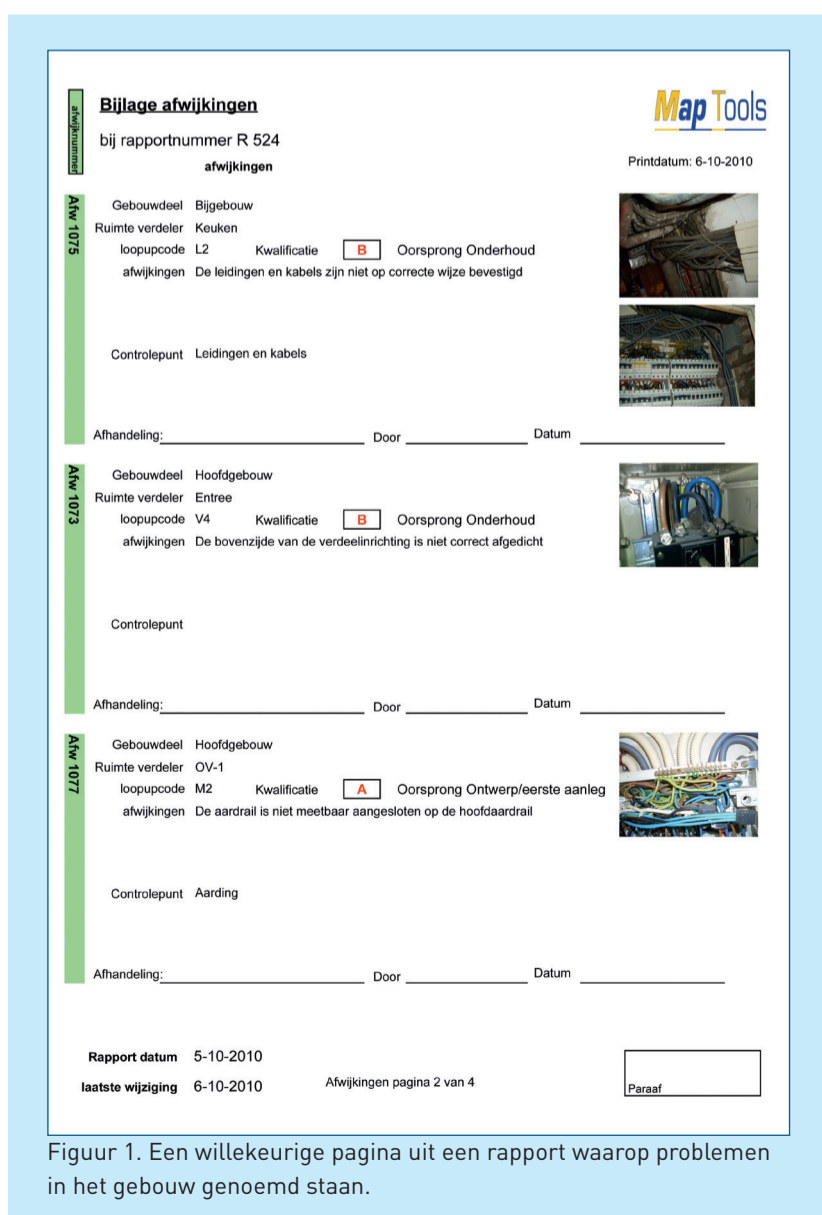 afwijknummer
Bijlage afwijkingen
bij rapportnummer R 524
afwijkingen
Map Tools
Printdatum: 6-10-2010
Afw 1075
Gebouwdeel Bijgebouw
Ruimte verdeler Keuken
loopupcode L2 Kwalificatie B Oorsprong Onderhoud
afwijkingen De leidingen en kabels zijn niet op correcte wijze bevestigd
Controlepunt Leidingen en kabels
Afhandeling: Door Datum
Afw 1073
Gebouwdeel Hoofdgebouw
Ruimte verdeler Entree
loopupcode V4 Kwalificatie B Oorsprong Onderhoud
afwijkingen De bovenzijde van de verdeelinrichting is niet correct afgedicht
Controlepunt
Afhandeling: Door Datum
Afw 1077
Gebouwdeel Hoofdgebouw
Ruimte verdeler OV-1
loopupcode M2 Kwalificatie A Oorsprong Ontwerp/eerste aanleg
afwijkingen De aardrail is niet meetbaar aangesloten op de hoofdaardrail
Controlepunt Aarding
Afhandeling: Door Datum
Rapport datum 5-10-2010
laatste wijziging 6-10-2010
Afwijkingen pagina 2 van 4
Paraaf
Figuur 1. Een willekeurige pagina uit een rapport waarop problemen
in het gebouw genoemd staan.